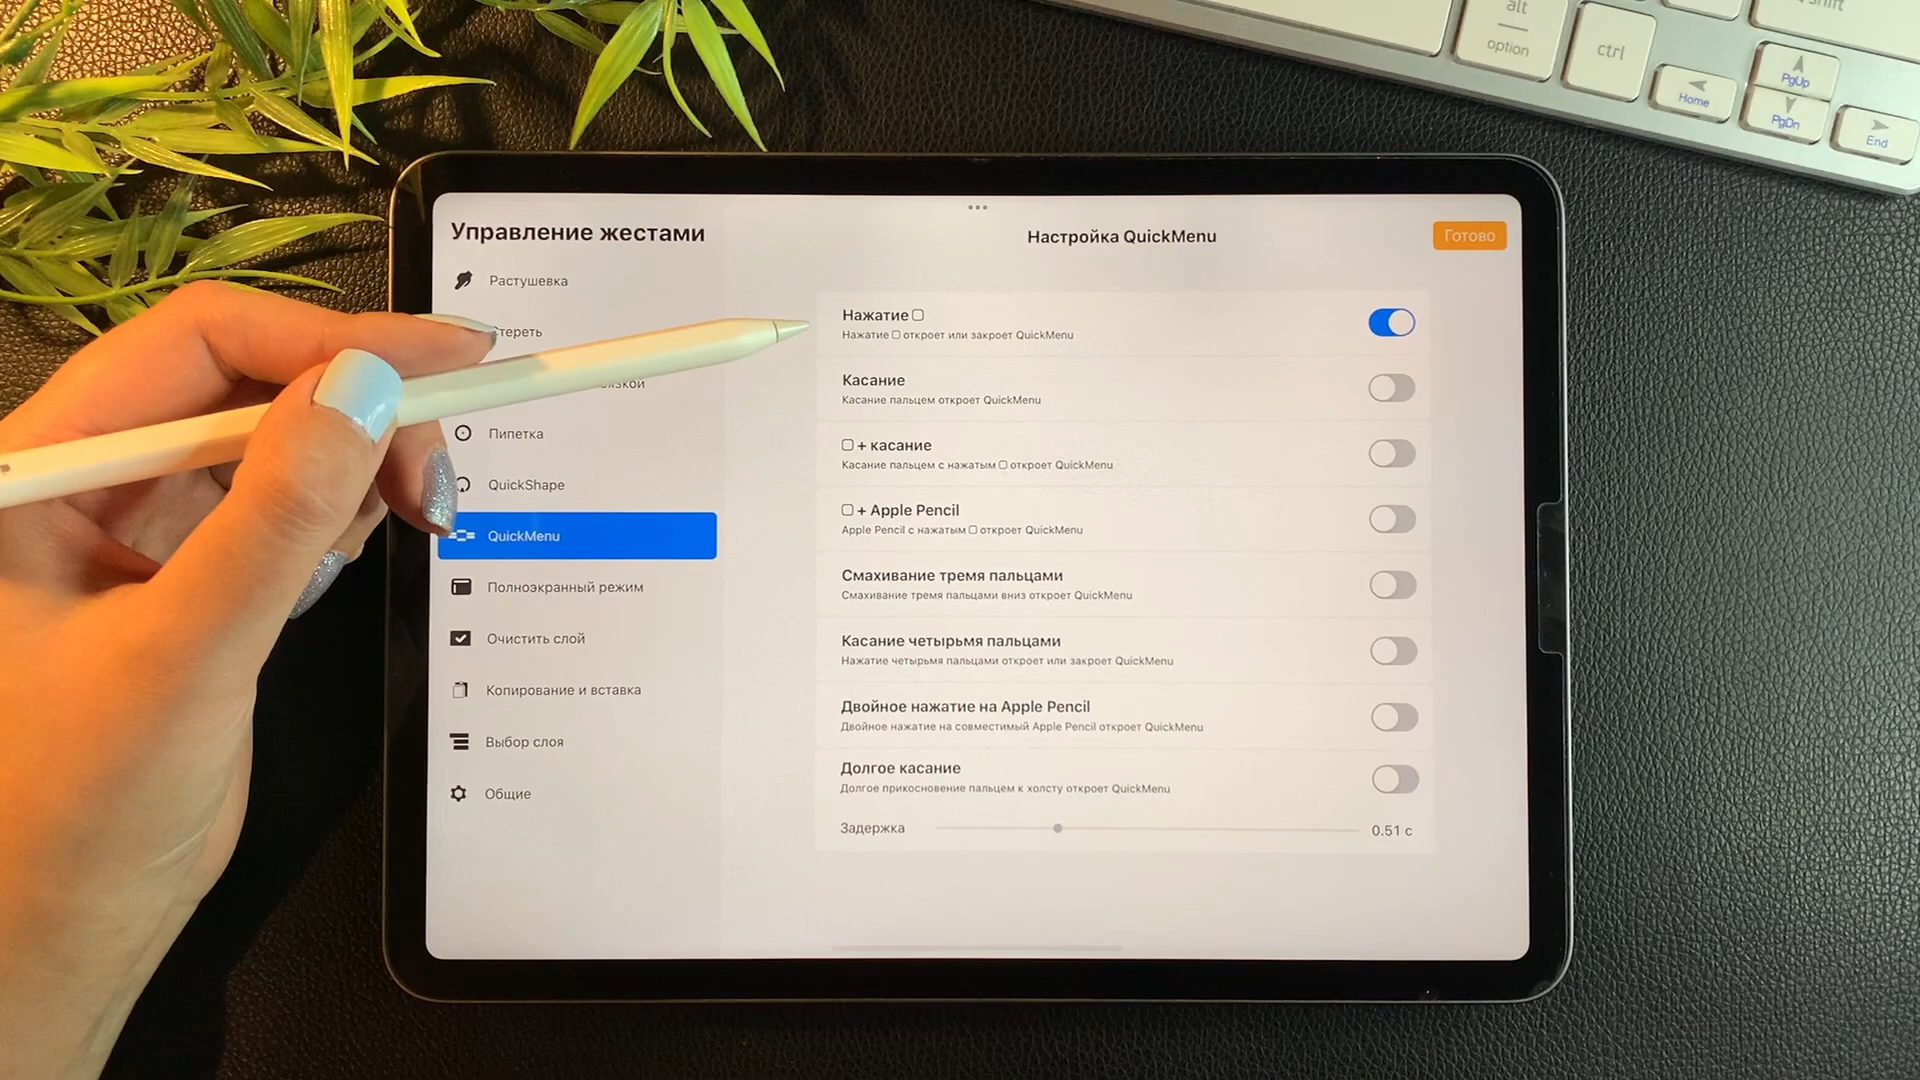 alt
option
ctrl
shift
Home
PgUp
PgDn
End
Управление жестами
Растушевка
Стереть
Пипетка
QuickShape
QuickMenu
Полноэкранный режим
Очистить слой
Копирование и вставка
Выбор слоя
Общие
Настройка QuickMenu
Готово
Нажатие ▢
Нажатие ▢ откроет или закроет QuickMenu
Касание
Касание пальцем откроет QuickMenu
▢ + касание
Касание пальцем с нажатым ▢ откроет QuickMenu
▢ + Apple Pencil
Apple Pencil с нажатым ▢ откроет QuickMenu
Смахивание тремя пальцами
Смахивание тремя пальцами вниз откроет QuickMenu
Касание четырьмя пальцами
Нажатие четырьмя пальцами откроет или закроет QuickMenu
Двойное нажатие на Apple Pencil
Двойное нажатие на совместимый Apple Pencil откроет QuickMenu
Долгое касание
Долгое прикосновение пальцем к холсту откроет QuickMenu
Задержка
0.51 с